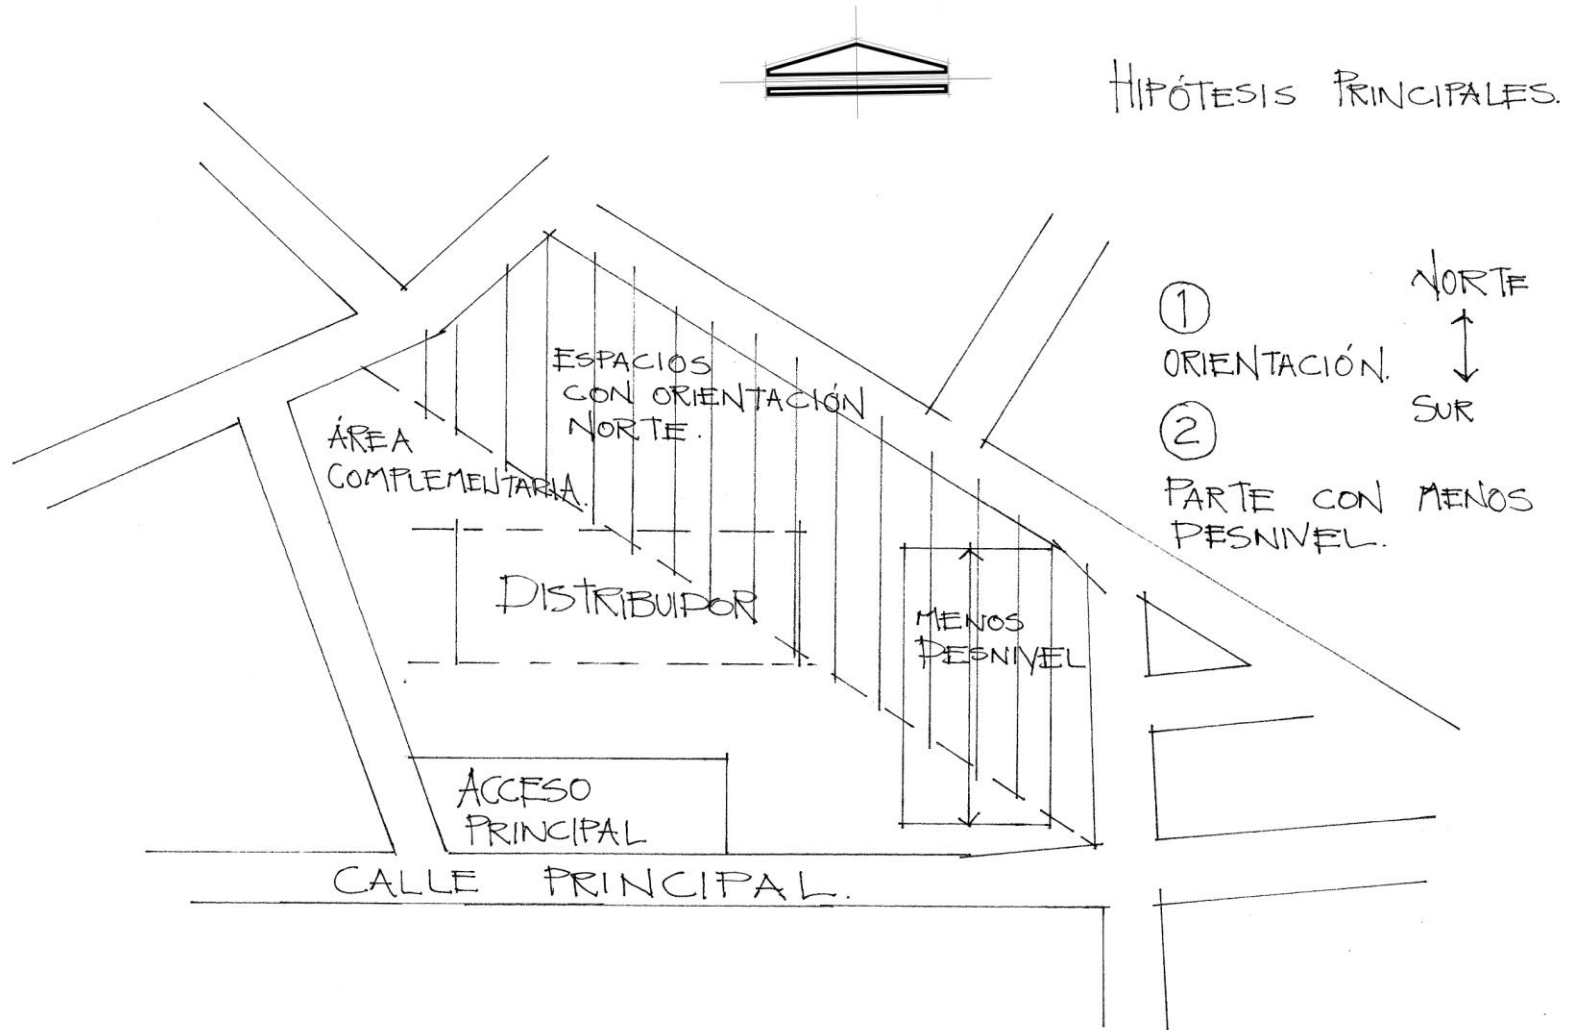 HIPÓTESIS PRINCIPALES.
1
ORIENTACIÓN.
NORTE
SUR
2
PARTE CON MENOS
DESNIVEL.
ESPACIOS
CON ORIENTACIÓN
NORTE.
ÁREA
COMPLEMENTARIA.
DISTRIBUIDOR
MENOS
DESNIVEL
ACCESO
PRINCIPAL
CALLE PRINCIPAL.